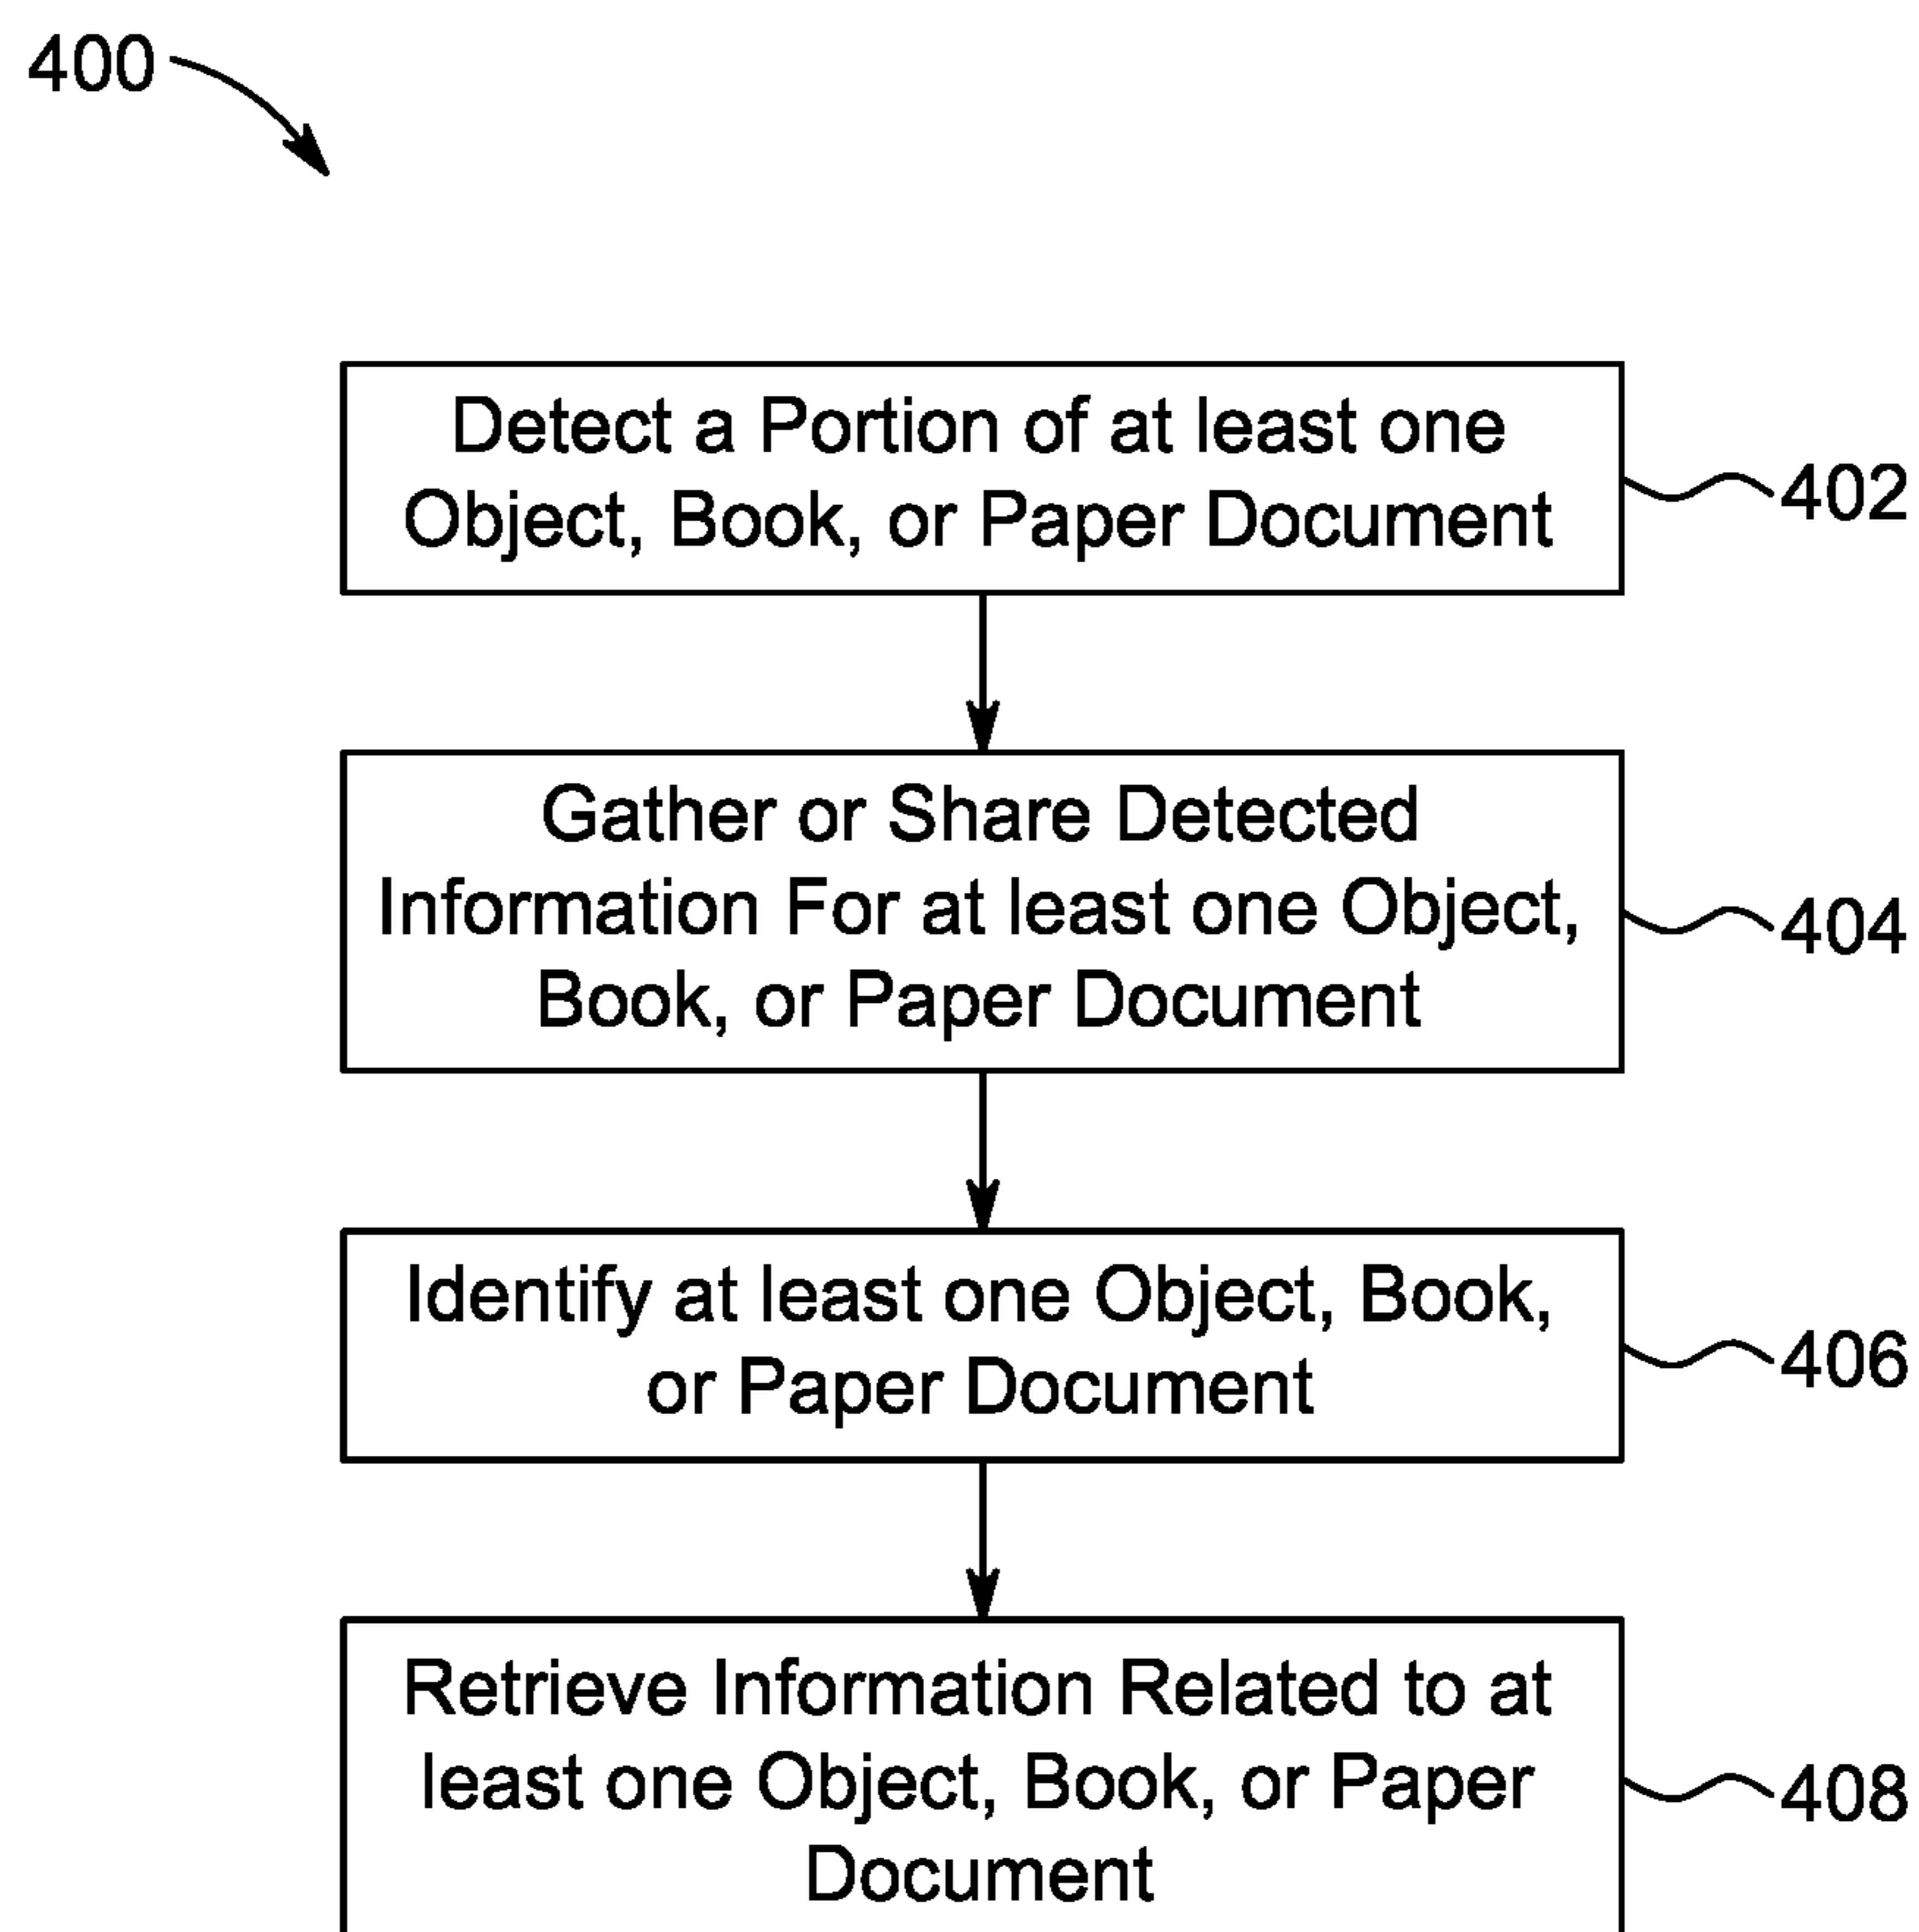 400
Detect a Portion of at least one
Object, Book, or Paper Document
402
Gather or Share Detected
Information For at least one Object,
Book, or Paper Document
404
Identify at least one Object, Book,
or Paper Document
406
Retrieve Information Related to at
least one Object, Book, or Paper
Document
408